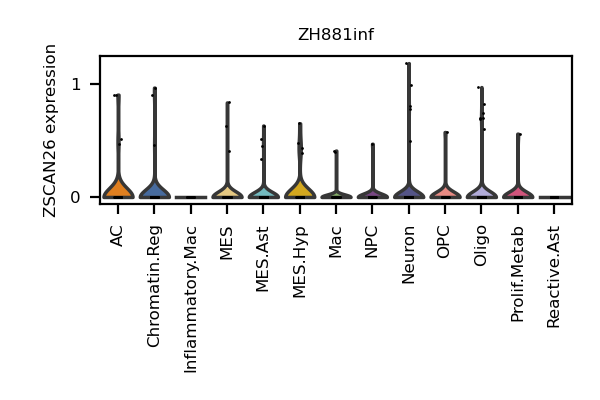 ZH881inf
ZSCAN26 expression
1
0
AC
Chromatin.Reg
Inflammatory.Mac
MES
MES.Ast
MES.Hyp
Mac
NPC
Neuron
OPC
Oligo
Prolif.Metab
Reactive.Ast